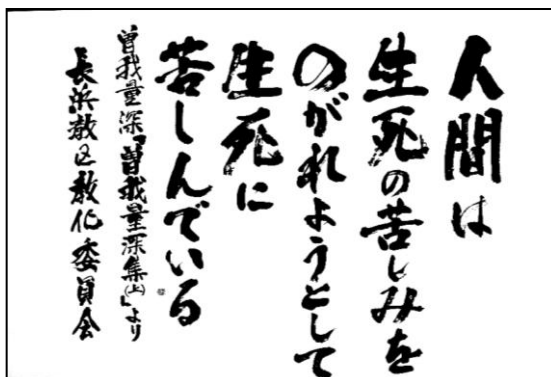 人間は
生死の苦しみを
のがれようとして
生死に
苦しんでいる
曽我量深「曽我量深集(上)」より
長浜教区教化委員会